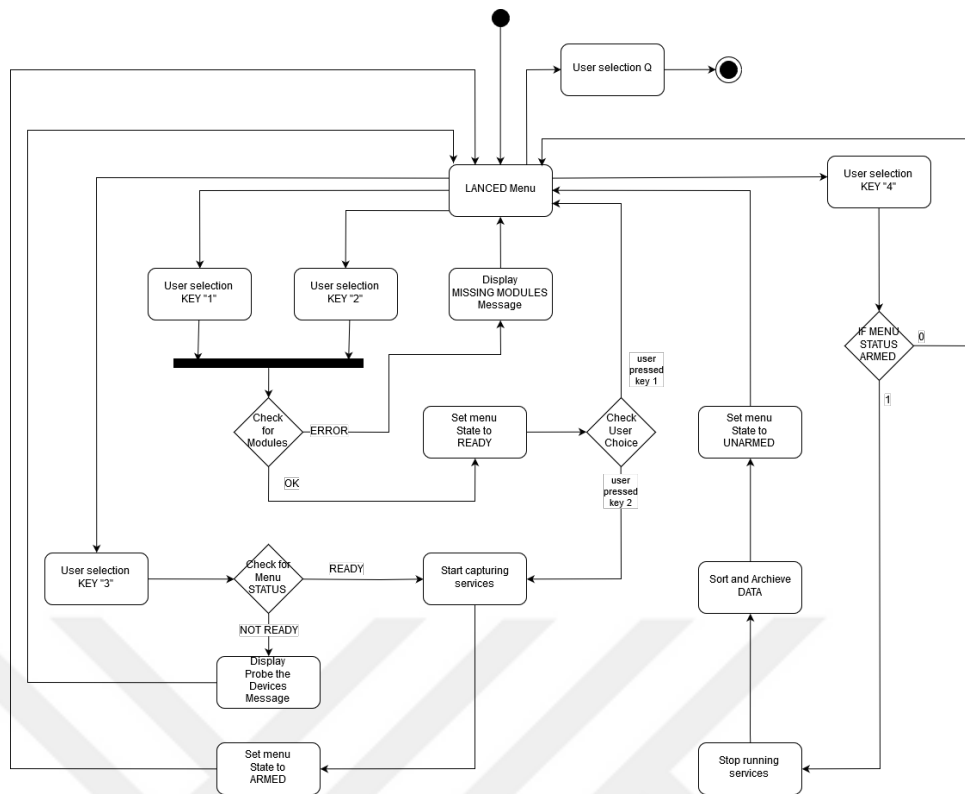 User selection Q
LANCED Menu
User selection
KEY "4"
User selection
KEY "1"
User selection
KEY "2"
Display
MISSING MODULES
Message
IF MENU
STATUS
ARMED
0
1
user
pressed
key 1
Check
for
Modules
ERROR
OK
Set menu
State to
READY
Check
User
Choice
user
pressed
key 2
Set menu
State to
UNARMED
User selection
KEY "3"
Check for
Menu
STATUS
READY
NOT READY
Start capturing
services
Sort and Archieve
DATA
Display
Probe the
Devices
Message
Set menu
State to
ARMED
Stop running
services